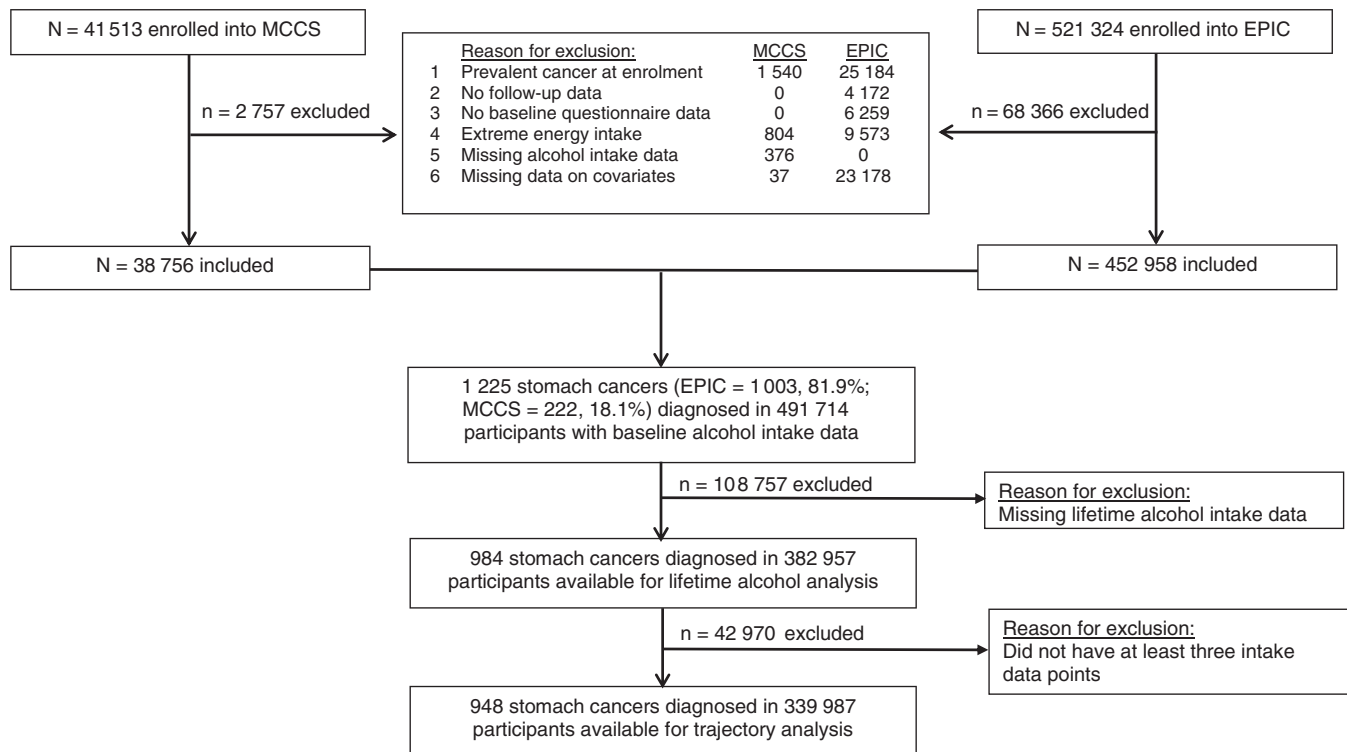 N = 41 513 enrolled into MCCS
N = 521 324 enrolled into EPIC
Reason for exclusion: MCCS EPIC
1 Prevalent cancer at enrolment 1 540 25 184
2 No follow-up data 0 4 172
3 No baseline questionnaire data 0 6 259
4 Extreme energy intake 804 9 573
5 Missing alcohol intake data 376 0
6 Missing data on covariates 37 23 178
n = 2 757 excluded
n = 68 366 excluded
N = 38 756 included
N = 452 958 included
1 225 stomach cancers (EPIC = 1 003, 81.9%;
MCCS = 222, 18.1%) diagnosed in 491 714
participants with baseline alcohol intake data
n = 108 757 excluded
Reason for exclusion:
Missing lifetime alcohol intake data
984 stomach cancers diagnosed in 382 957
participants available for lifetime alcohol analysis
n = 42 970 excluded
Reason for exclusion:
Did not have at least three intake
data points
948 stomach cancers diagnosed in 339 987
participants available for trajectory analysis